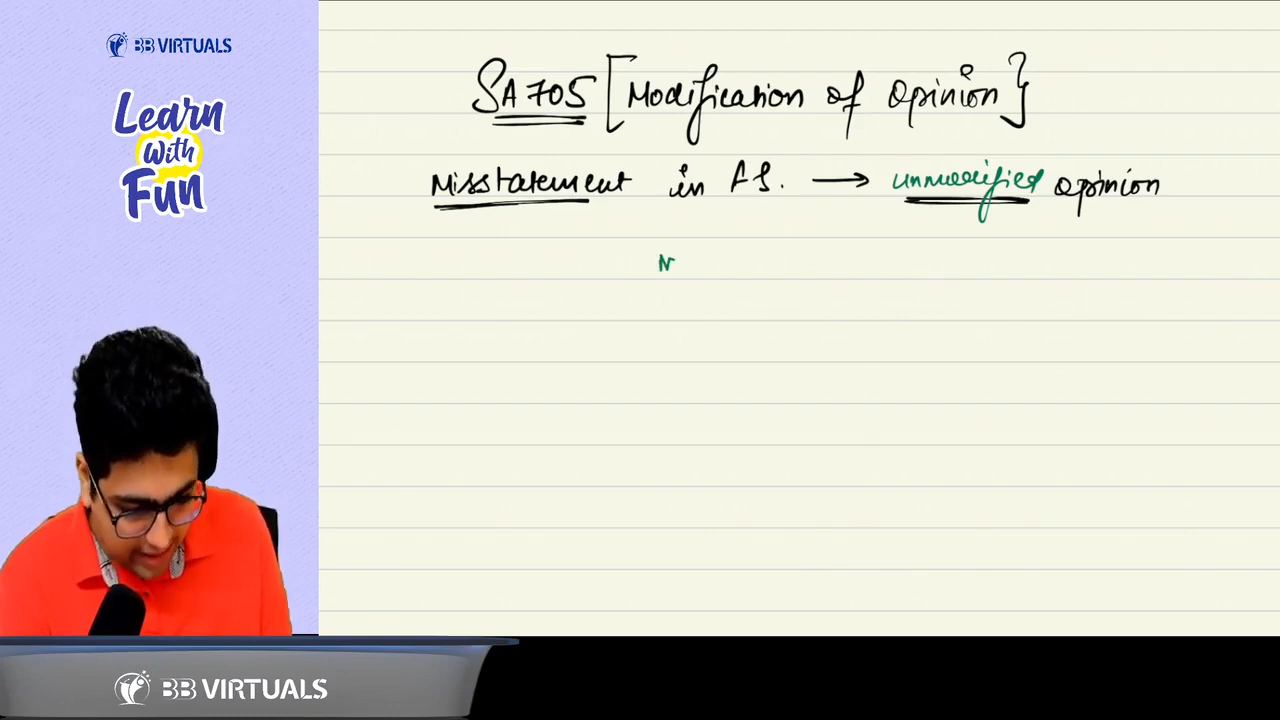 BB VIRTUALS
Learn
With
Fun
SA 705 [Modification of opinion}
Misstatement in F.S. → unmodified opinion
N
BB VIRTUALS